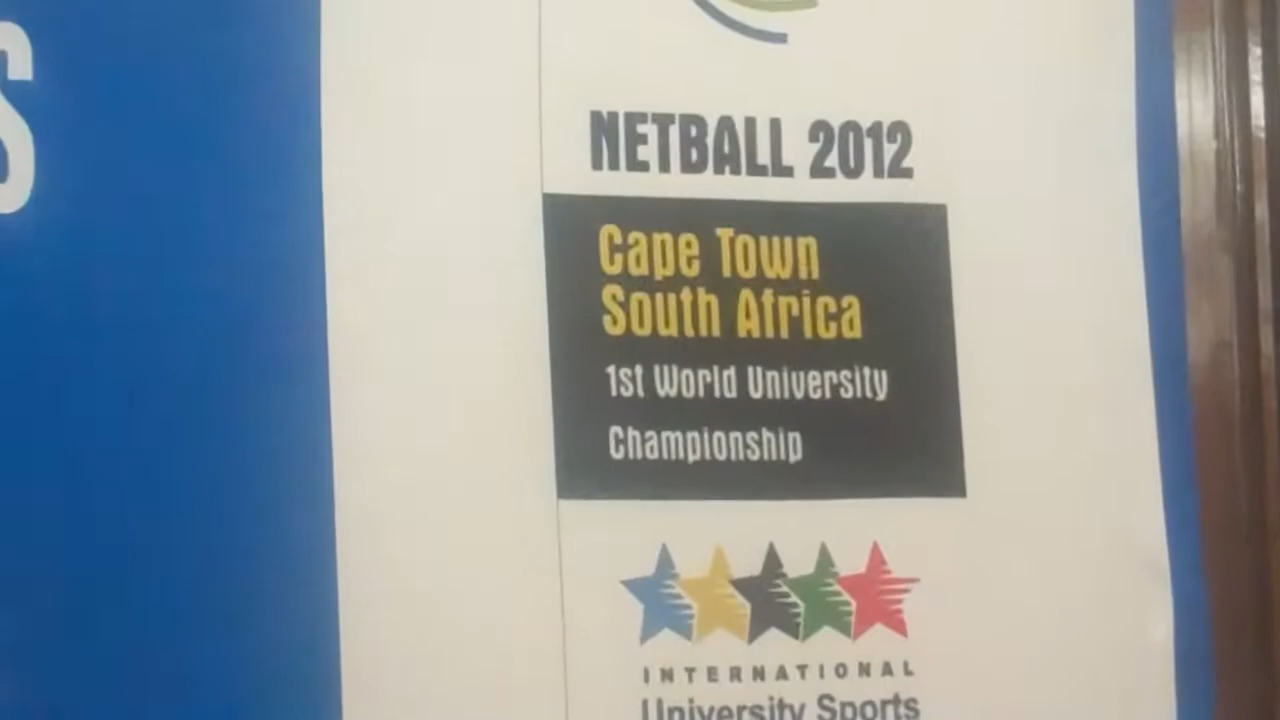 S
NETBALL 2012
Cape Town
South Africa
1st World University
Championship
INTERNATIONAL
University Sports